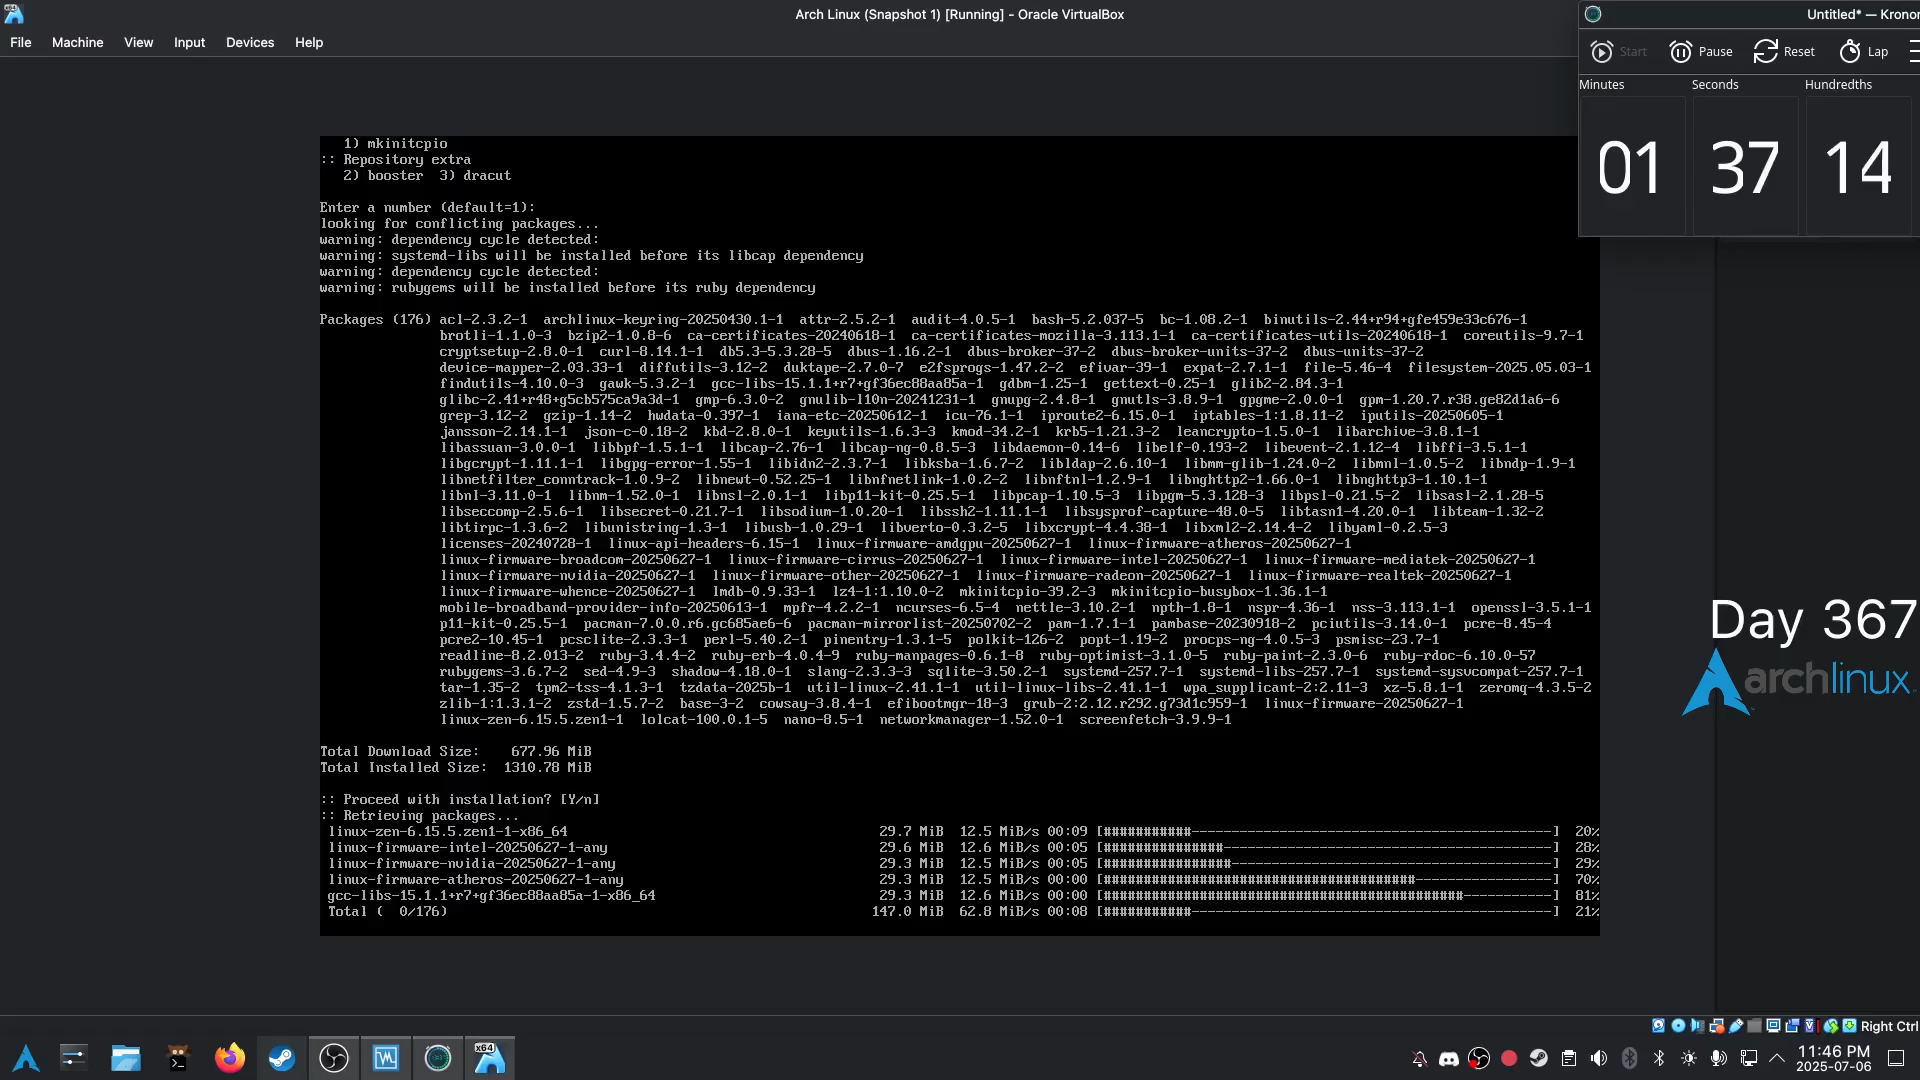 Arch Linux (Snapshot 1) [Running] - Oracle VirtualBox
Untitled* — Krono
File Machine View Input Devices Help
Start Pause Reset Lap
Minutes Seconds Hundredths
01 37 14
1) mkinitcpio
:: Repository extra
2) booster 3) dracut
Enter a number (default=1):
looking for conflicting packages...
warning: dependency cycle detected:
warning: systemd-libs will be installed before its libcap dependency
warning: dependency cycle detected:
warning: rubygems will be installed before its ruby dependency
Packages (176) acl-2.3.2-1 archlinux-keyring-20250430.1-1 attr-2.5.2-1 audit-4.0.5-1 bash-5.2.037-5 bc-1.08.2-1 binutils-2.44+r94+gfe459e33c676-1
brotli-1.1.0-3 bzip2-1.0.8-6 ca-certificates-20240618-1 ca-certificates-mozilla-3.113.1-1 ca-certificates-utils-20240618-1 coreutils-9.7-1
cryptsetup-2.8.0-1 curl-8.14.1-1 db5.3-5.3.28-5 dbus-1.16.2-1 dbus-broker-37-2 dbus-broker-units-37-2 dbus-units-37-2
device-mapper-2.03.33-1 diffutils-3.12-2 duktape-2.7.0-7 e2fsprogs-1.47.2-2 efivar-39-1 expat-2.7.1-1 file-5.46-4 filesystem-2025.05.03-1
findutils-4.10.0-3 gawk-5.3.2-1 gcc-libs-15.1.1+r7+gf36ec88aa85a-1 gdbm-1.25-1 gettext-0.25-1 glib2-2.84.3-1
glibc-2.41+r48+g5cb575ca9a3d-1 gmp-6.3.0-2 gnulib-l10n-20241231-1 gnupg-2.4.8-1 gnutls-3.8.9-1 gpgme-2.0.0-1 gpm-1.20.7.r38.ge82d1a6-6
grep-3.12-2 gzip-1.14-2 hwdata-0.397-1 iana-etc-20250612-1 icu-76.1-1 iproute2-6.15.0-1 iptables-1:1.8.11-2 iputils-20250605-1
jansson-2.14.1-1 json-c-0.18-2 kbd-2.8.0-1 keyutils-1.6.3-3 kmod-34.2-1 krb5-1.21.3-2 leancrypto-1.5.0-1 libarchive-3.8.1-1
libassuan-3.0.0-1 libbpf-1.5.1-1 libcap-2.76-1 libcap-ng-0.8.5-3 libdaemon-0.14-6 libelf-0.193-2 libevent-2.1.12-4 libffi-3.5.1-1
libgcrypt-1.11.1-1 libgpg-error-1.55-1 libidn2-2.3.7-1 libksba-1.6.7-2 libldap-2.6.10-1 libmm-glib-1.24.0-2 libmnl-1.0.5-2 libndp-1.9-1
libnetfilter_conntrack-1.0.9-2 libnewt-0.52.25-1 libnfnetlink-1.0.2-2 libnftnl-1.2.9-1 libnghttp2-1.66.0-1 libnghttp3-1.10.1-1
libnl-3.11.0-1 libnm-1.52.0-1 libnsl-2.0.1-1 libp11-kit-0.25.5-1 libpcap-1.10.5-3 libpgm-5.3.128-3 libpsl-0.21.5-2 libsasl-2.1.28-5
libseccomp-2.5.6-1 libsecret-0.21.7-1 libsodium-1.0.20-1 libssh2-1.11.1-1 libsysprof-capture-48.0-5 libtasn1-4.20.0-1 libteam-1.32-2
libtirpc-1.3.6-2 libunistring-1.3-1 libusb-1.0.29-1 libverto-0.3.2-5 libxcrypt-4.4.38-1 libxml2-2.14.4-2 libyaml-0.2.5-3
licenses-20240728-1 linux-api-headers-6.15-1 linux-firmware-amdgpu-20250627-1 linux-firmware-atheros-20250627-1
linux-firmware-broadcom-20250627-1 linux-firmware-cirrus-20250627-1 linux-firmware-intel-20250627-1 linux-firmware-mediatek-20250627-1
linux-firmware-nvidia-20250627-1 linux-firmware-other-20250627-1 linux-firmware-radeon-20250627-1 linux-firmware-realtek-20250627-1
linux-firmware-whence-20250627-1 lmdb-0.9.33-1 lz4-1:1.10.0-2 mkinitcpio-39.2-3 mkinitcpio-busybox-1.36.1-1
mobile-broadband-provider-info-20250613-1 mpfr-4.2.2-1 ncurses-6.5-4 nettle-3.10.2-1 npth-1.8-1 nspr-4.36-1 nss-3.113.1-1 openssl-3.5.1-1
p11-kit-0.25.5-1 pacman-7.0.0.r6.gc685ae6-6 pacman-mirrorlist-20250702-2 pam-1.7.1-1 pambase-20230918-2 pciutils-3.14.0-1 pcre-8.45-4
pcre2-10.45-1 pcsclite-2.3.3-1 perl-5.40.2-1 pinentry-1.3.1-5 polkit-126-2 popt-1.19-2 procps-ng-4.0.5-3 psmisc-23.7-1
readline-8.2.013-2 ruby-3.4.4-2 ruby-erb-4.0.4-9 ruby-manpages-0.6.1-8 ruby-optimist-3.1.0-5 ruby-paint-2.3.0-6 ruby-rdoc-6.10.0-57
rubygems-3.6.7-2 sed-4.9-3 shadow-4.18.0-1 slang-2.3.3-3 sqlite-3.50.2-1 systemd-257.7-1 systemd-libs-257.7-1 systemd-sysvcompat-257.7-1
tar-1.35-2 tpm2-tss-4.1.3-1 tzdata-2025b-1 util-linux-2.41.1-1 util-linux-libs-2.41.1-1 wpa_supplicant-2:2.11-3 xz-5.8.1-1 zeromq-4.3.5-2
zlib-1:1.3.1-2 zstd-1.5.7-2 base-3-2 cowsay-3.8.4-1 efibootmgr-18-3 grub-2:2.12.r292.g73d1c959-1 linux-firmware-20250627-1
linux-zen-6.15.5.zen1-1 lolcat-100.0.1-5 nano-8.5-1 networkmanager-1.52.0-1 screenfetch-3.9.9-1
Total Download Size: 677.96 MiB
Total Installed Size: 1310.78 MiB
:: Proceed with installation? [Y/n]
:: Retrieving packages...
linux-zen-6.15.5.zen1-1-x86_64 29.7 MiB 12.5 MiB/s 00:09 [###########----------------------------------------------] 20%
linux-firmware-intel-20250627-1-any 29.6 MiB 12.6 MiB/s 00:05 [###############------------------------------------------] 28%
linux-firmware-nvidia-20250627-1-any 29.3 MiB 12.5 MiB/s 00:05 [################-----------------------------------------] 29%
linux-firmware-atheros-20250627-1-any 29.3 MiB 12.5 MiB/s 00:00 [#######################################------------------] 70%
gcc-libs-15.1.1+r7+gf36ec88aa85a-1-x86_64 29.3 MiB 12.6 MiB/s 00:00 [#############################################------------] 81%
Total ( 0/176) 147.0 MiB 62.8 MiB/s 00:08 [###########----------------------------------------------] 21%
Day 367
archlinux
Right Ctrl
x64
11:46 PM
2025-07-06